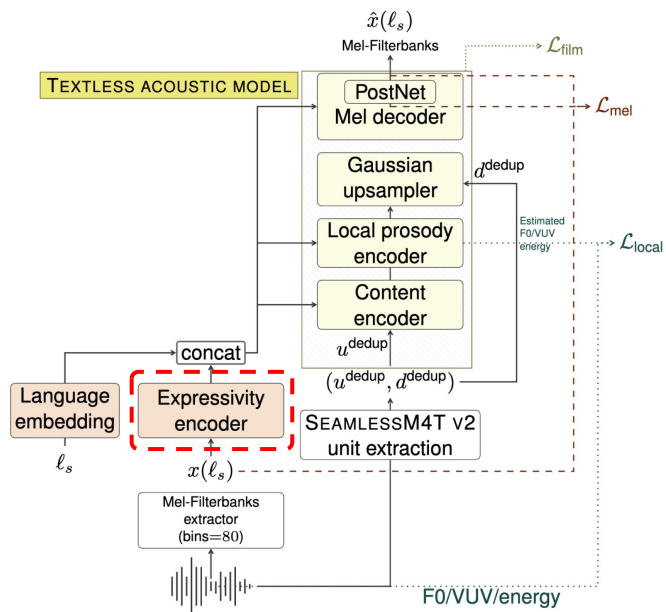 x̂(ℓₛ)
Mel-Filterbanks
ℒfilm
TEXTLESS ACOUSTIC MODEL
PostNet
Mel decoder
ℒmel
Gaussian
upsampler
d^dedup
Estimated
F0/VUV
energy
Local prosody
encoder
ℒlocal
Content
encoder
u^dedup
concat
(u^dedup, d^dedup)
Language
embedding
Expressivity
encoder
SEAMLESSM4T V2
unit extraction
ℓₛ
x(ℓₛ)
Mel-Filterbanks
extractor
(bins=80)
F0/VUV/energy